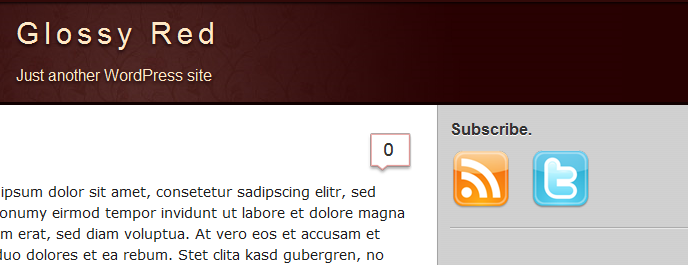 Glossy Red
Just another WordPress site
0
Subscribe.
t
ipsum dolor sit amet, consetetur sadipscing elitr, sed
onumy eirmod tempor invidunt ut labore et dolore magna
m erat, sed diam voluptua. At vero eos et accusam et
duo dolores et ea rebum. Stet clita kasd gubergren, no